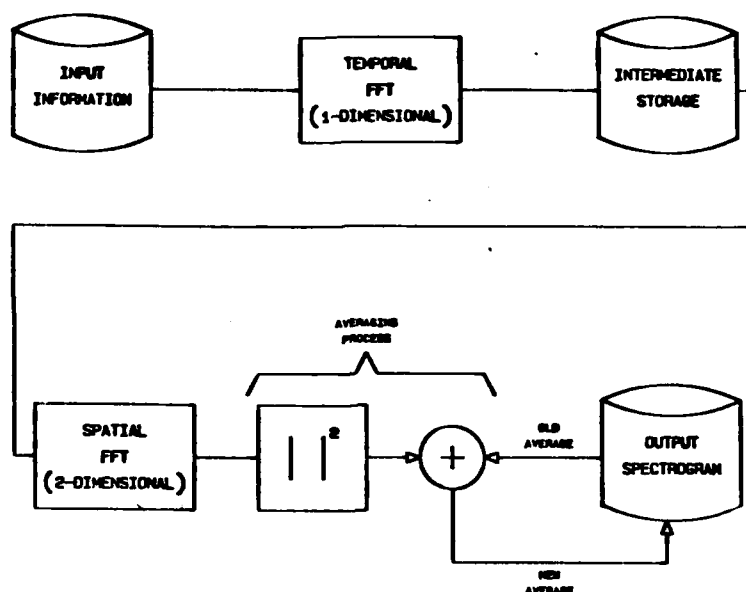 INPUT
INFORMATION
TEMPORAL
FFT
(1-DIMENSIONAL)
INTERMEDIATE
STORAGE
AVERAGING
PROCESS
SPATIAL
FFT
(2-DIMENSIONAL)
| |²
+
OLD
AVERAGE
OUTPUT
SPECTROGRAM
NEW
AVERAGE